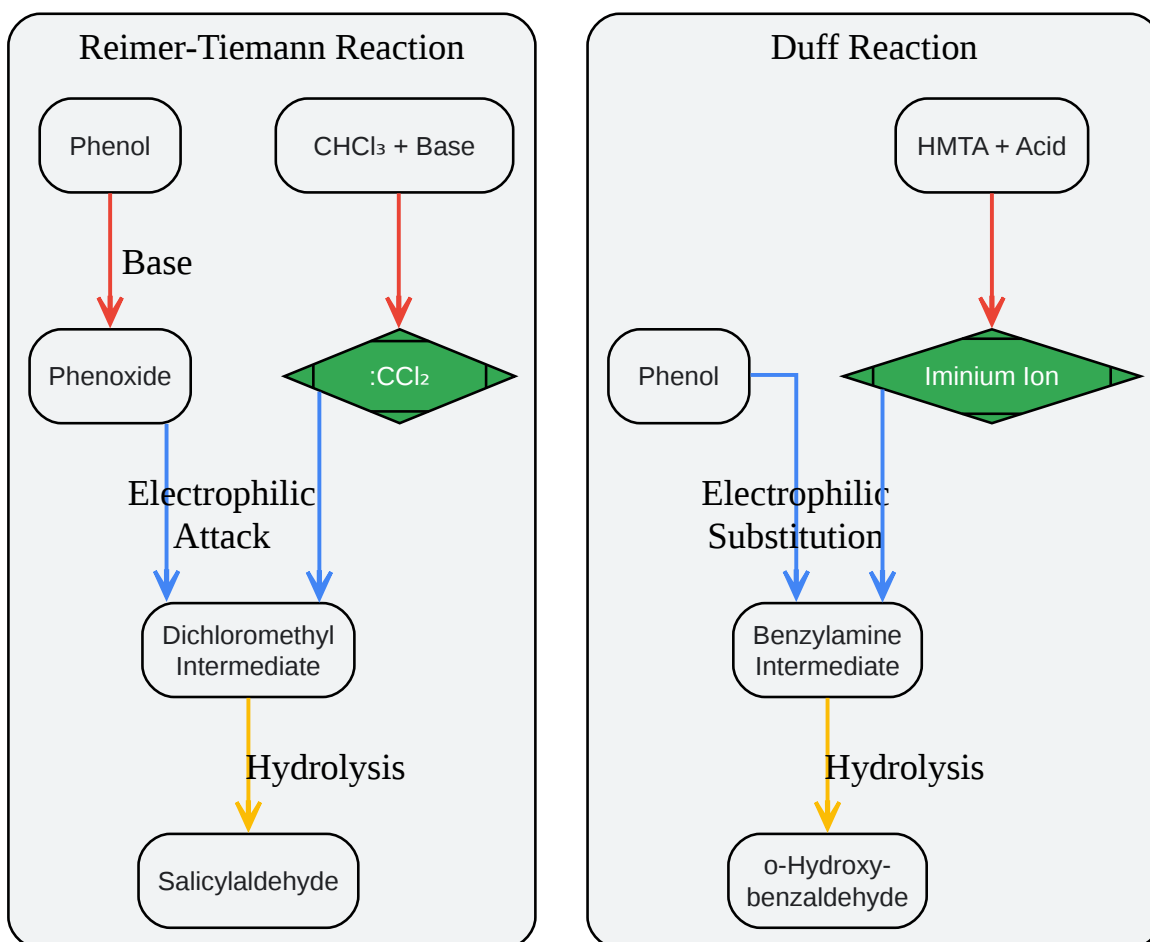 Reimer-Tiemann Reaction
Phenol
CHCl₃ + Base
Base
Phenoxide
:CCl₂
Electrophilic
Attack
Dichloromethyl
Intermediate
Hydrolysis
Salicylaldehyde
Duff Reaction
HMTA + Acid
Phenol
Iminium Ion
Electrophilic
Substitution
Benzylamine
Intermediate
Hydrolysis
o-Hydroxy-
benzaldehyde